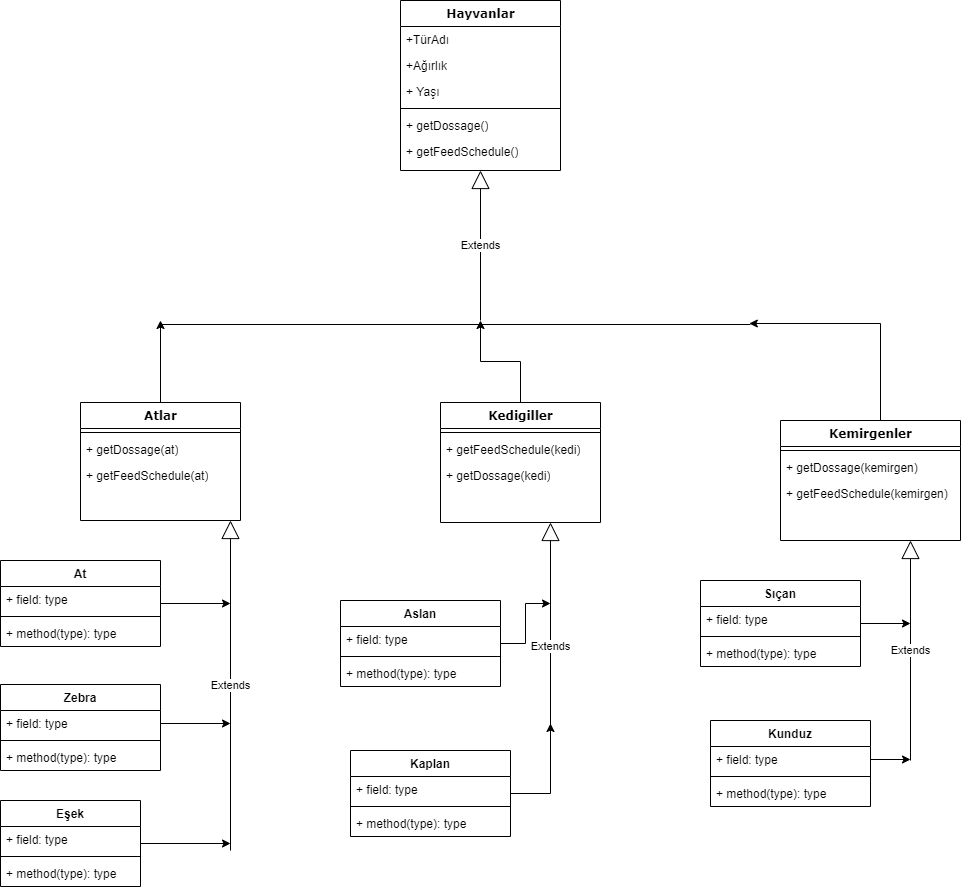 Hayvanlar
+TürAdı
+Ağırlık
+ Yaşı
+ getDossage()
+ getFeedSchedule()
Extends
Atlar
+ getDossage(at)
+ getFeedSchedule(at)
Kedigiller
+ getFeedSchedule(kedi)
+ getDossage(kedi)
Kemirgenler
+ getDossage(kemirgen)
+ getFeedSchedule(kemirgen)
At
+ field: type
+ method(type): type
Zebra
+ field: type
+ method(type): type
Eşek
+ field: type
+ method(type): type
Extends
Aslan
+ field: type
+ method(type): type
Kaplan
+ field: type
+ method(type): type
Extends
Sıçan
+ field: type
+ method(type): type
Kunduz
+ field: type
+ method(type): type
Extends